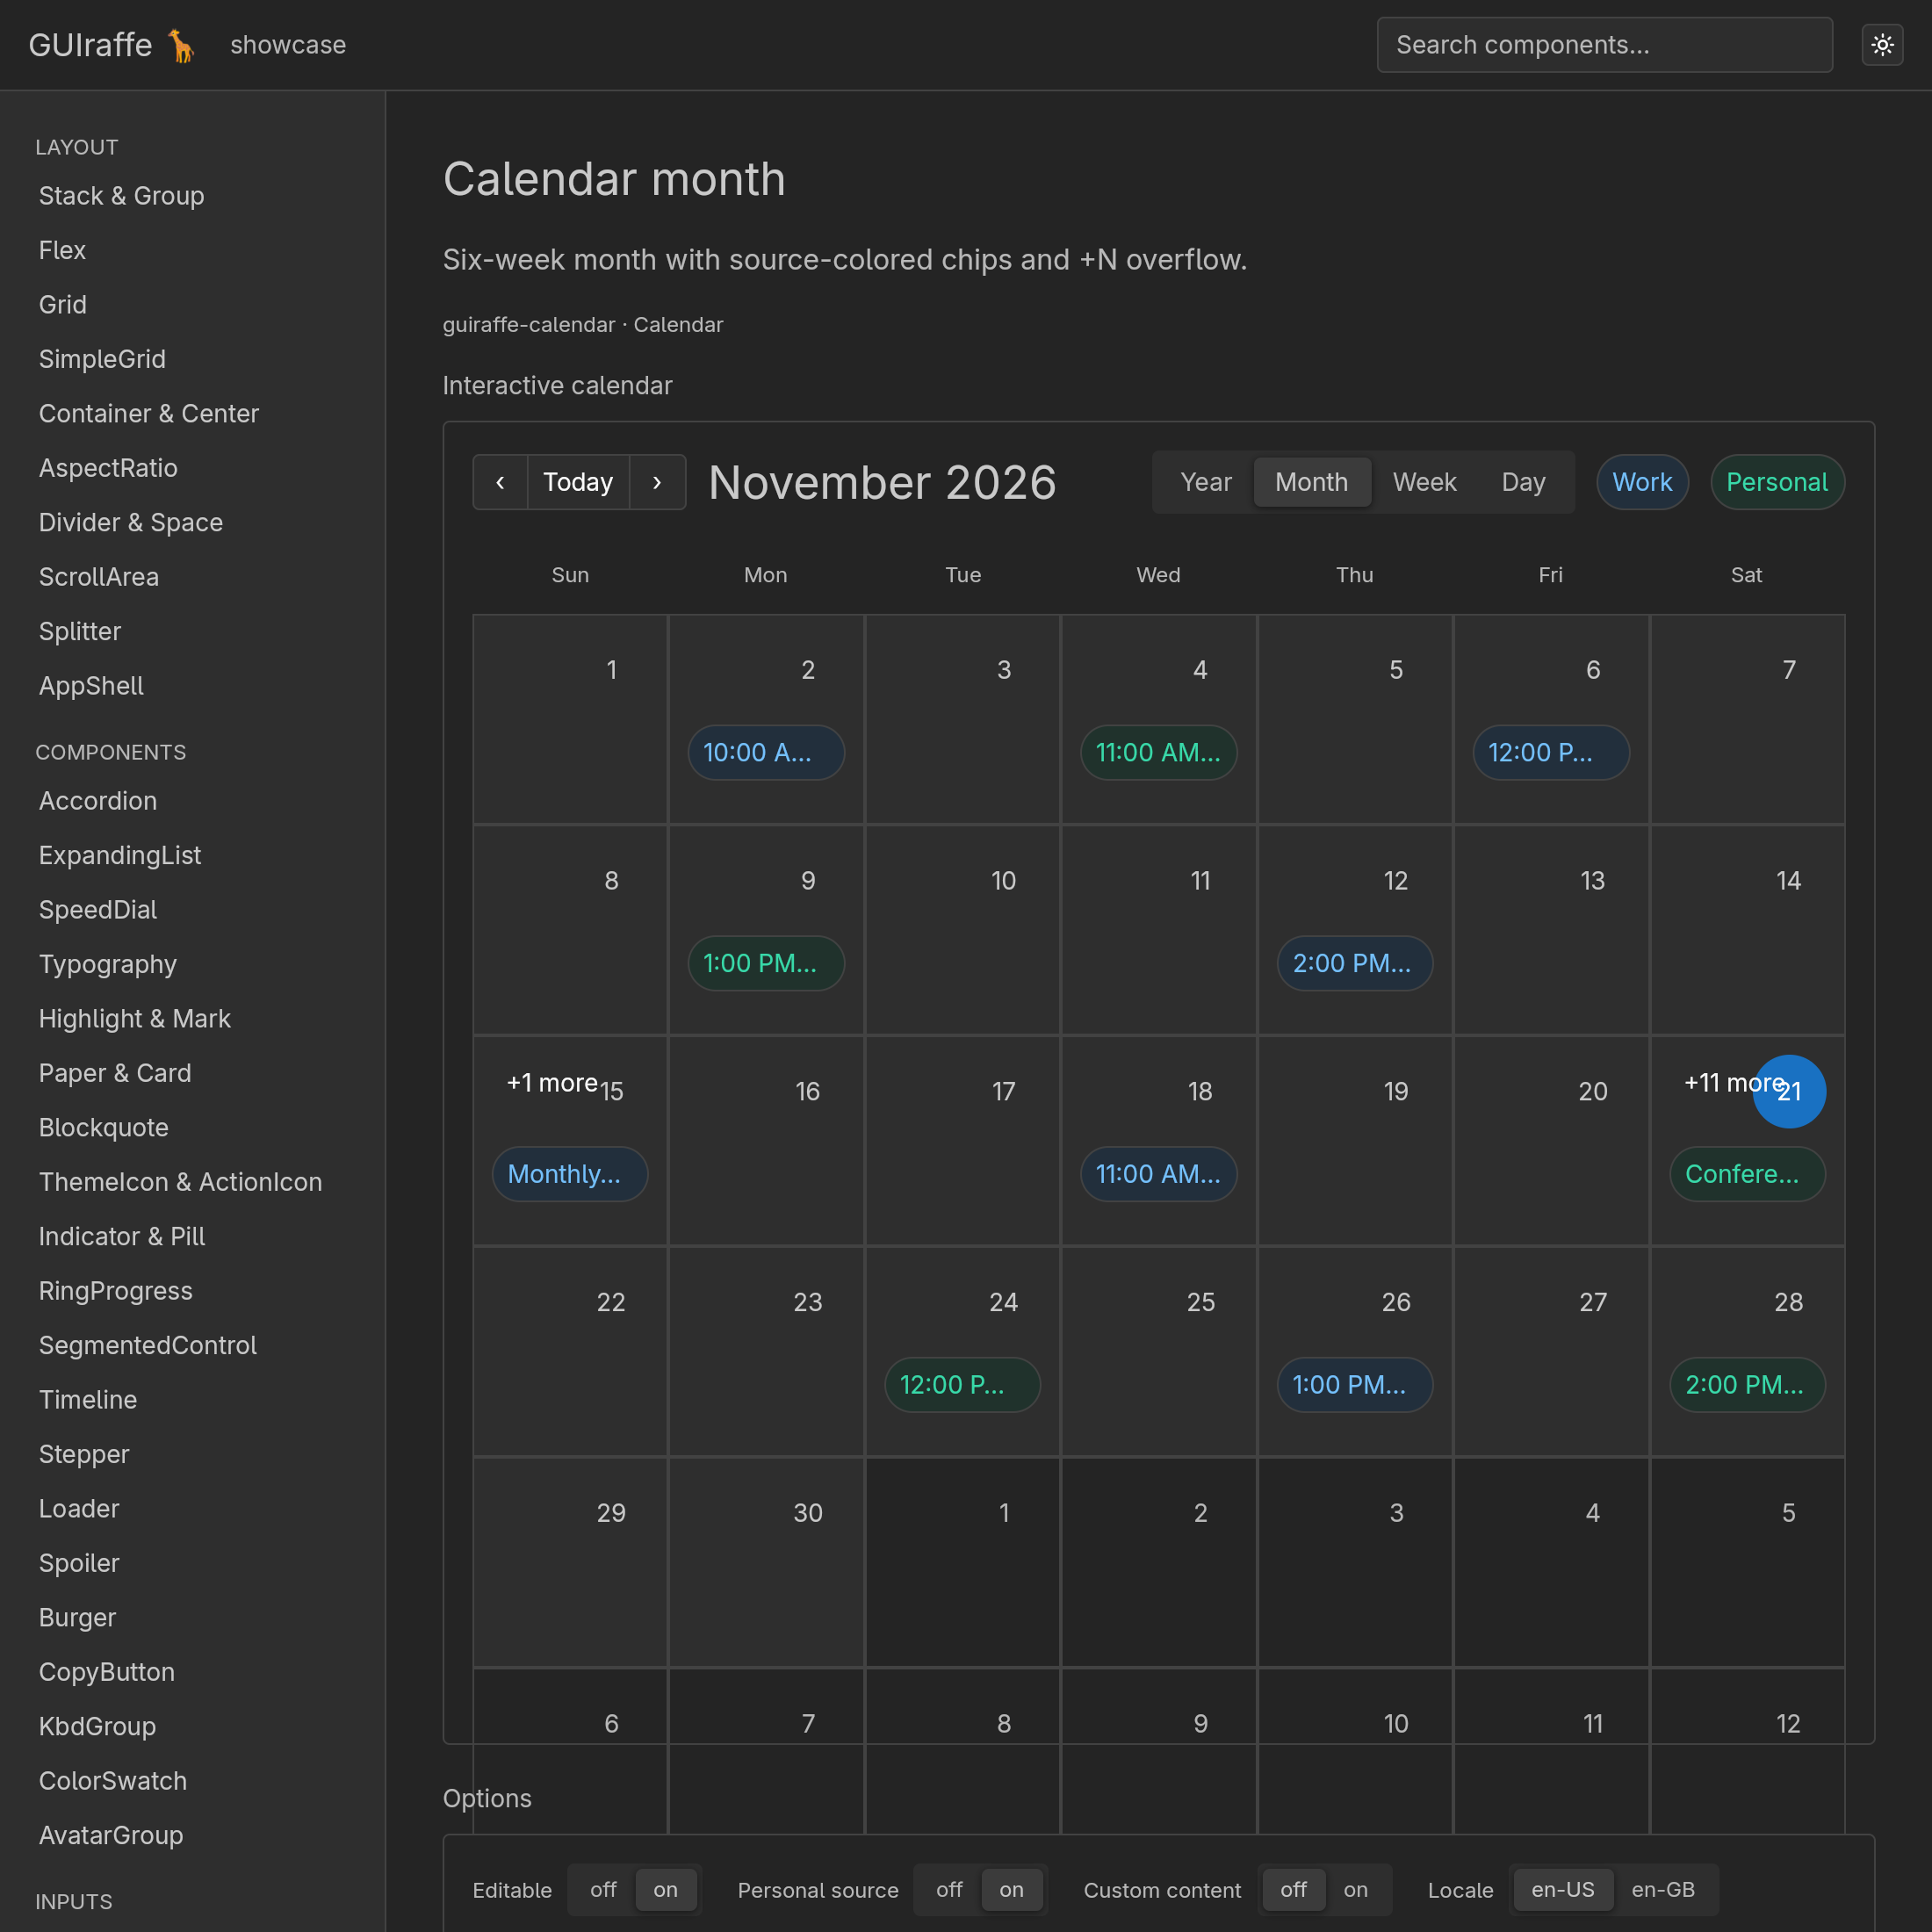 GUIraffe 🦒 showcase Search components...
LAYOUT
Stack & Group
Flex
Grid
SimpleGrid
Container & Center
AspectRatio
Divider & Space
ScrollArea
Splitter
AppShell
COMPONENTS
Accordion
ExpandingList
SpeedDial
Typography
Highlight & Mark
Paper & Card
Blockquote
ThemeIcon & ActionIcon
Indicator & Pill
RingProgress
SegmentedControl
Timeline
Stepper
Loader
Spoiler
Burger
CopyButton
KbdGroup
ColorSwatch
AvatarGroup
INPUTS
Calendar month
Six-week month with source-colored chips and +N overflow.
guiraffe-calendar · Calendar
Interactive calendar
‹ Today › November 2026 Year Month Week Day Work Personal
Sun Mon Tue Wed Thu Fri Sat
1 2 3 4 5 6 7
10:00 A... 11:00 AM... 12:00 P...
8 9 10 11 12 13 14
1:00 PM... 2:00 PM...
+1 more 15 16 17 18 19 20 +11 more 21
Monthly... 11:00 AM... Confere...
22 23 24 25 26 27 28
12:00 P... 1:00 PM... 2:00 PM...
29 30 1 2 3 4 5
6 7 8 9 10 11 12
Options
Editable off on Personal source off on Custom content off on Locale en-US en-GB